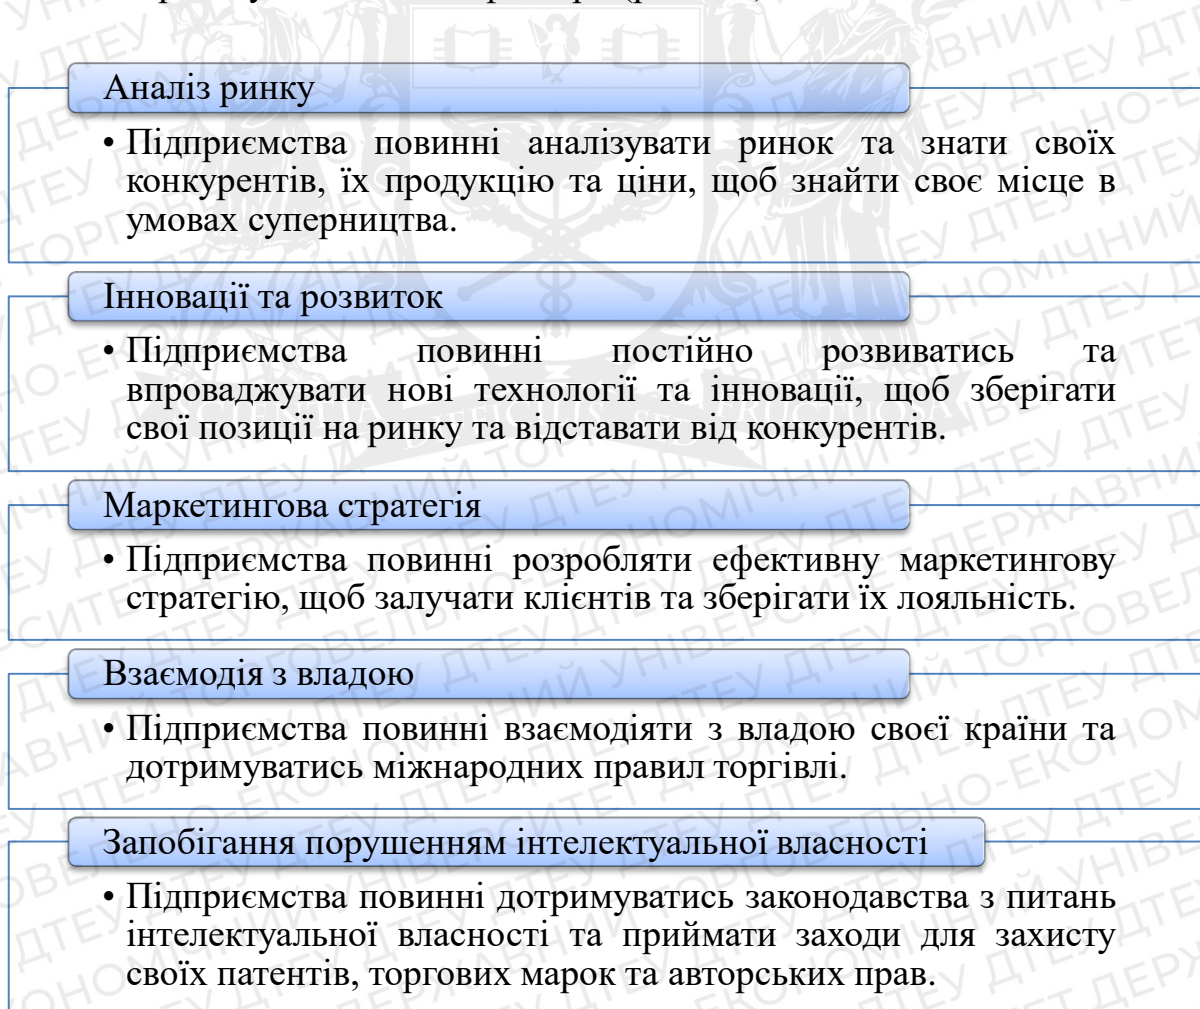 Аналіз ринку
• Підприємства повинні аналізувати ринок та знати своїх
конкурентів, їх продукцію та ціни, щоб знайти своє місце в
умовах суперництва.
Інновації та розвиток
• Підприємства повинні постійно розвиватись та
впроваджувати нові технології та інновації, щоб зберігати
свої позиції на ринку та відставати від конкурентів.
Маркетингова стратегія
• Підприємства повинні розробляти ефективну маркетингову
стратегію, щоб залучати клієнтів та зберігати їх лояльність.
Взаємодія з владою
• Підприємства повинні взаємодіяти з владою своєї країни та
дотримуватись міжнародних правил торгівлі.
Запобігання порушенням інтелектуальної власності
• Підприємства повинні дотримуватись законодавства з питань
інтелектуальної власності та приймати заходи для захисту
своїх патентів, торгових марок та авторських прав.